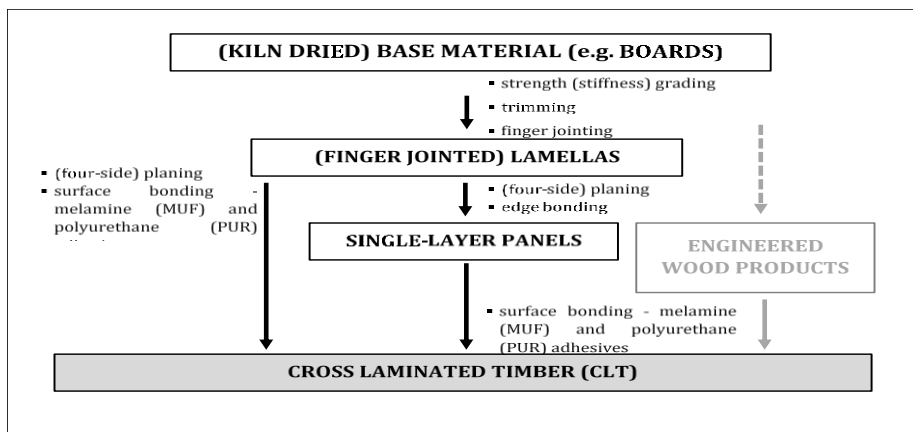 (KILN DRIED) BASE MATERIAL (e.g. BOARDS)
▪ strength (stiffness) grading
▪ trimming
▪ finger jointing
(FINGER JOINTED) LAMELLAS
▪ (four-side) planing
▪ surface bonding -
melamine (MUF) and
polyurethane (PUR)
▪ (four-side) planing
▪ edge bonding
SINGLE-LAYER PANELS
ENGINEERED
WOOD PRODUCTS
▪ surface bonding - melamine
(MUF) and polyurethane
(PUR) adhesives
CROSS LAMINATED TIMBER (CLT)